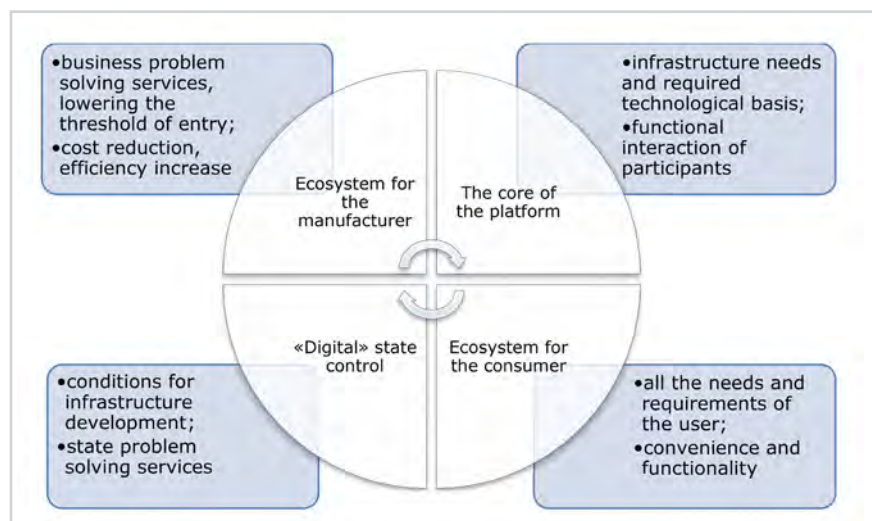 •business problem
solving services,
lowering the
threshold of entry;
•cost reduction,
efficiency increase
•infrastructure needs
and required
technological basis;
•functional
interaction of
participants
Ecosystem for
the
manufacturer
The core of
the platform
«Digital» state
control
Ecosystem for
the consumer
•conditions for
infrastructure
development;
•state problem
solving services
•all the needs and
requirements of
the user;
•convenience and
functionality